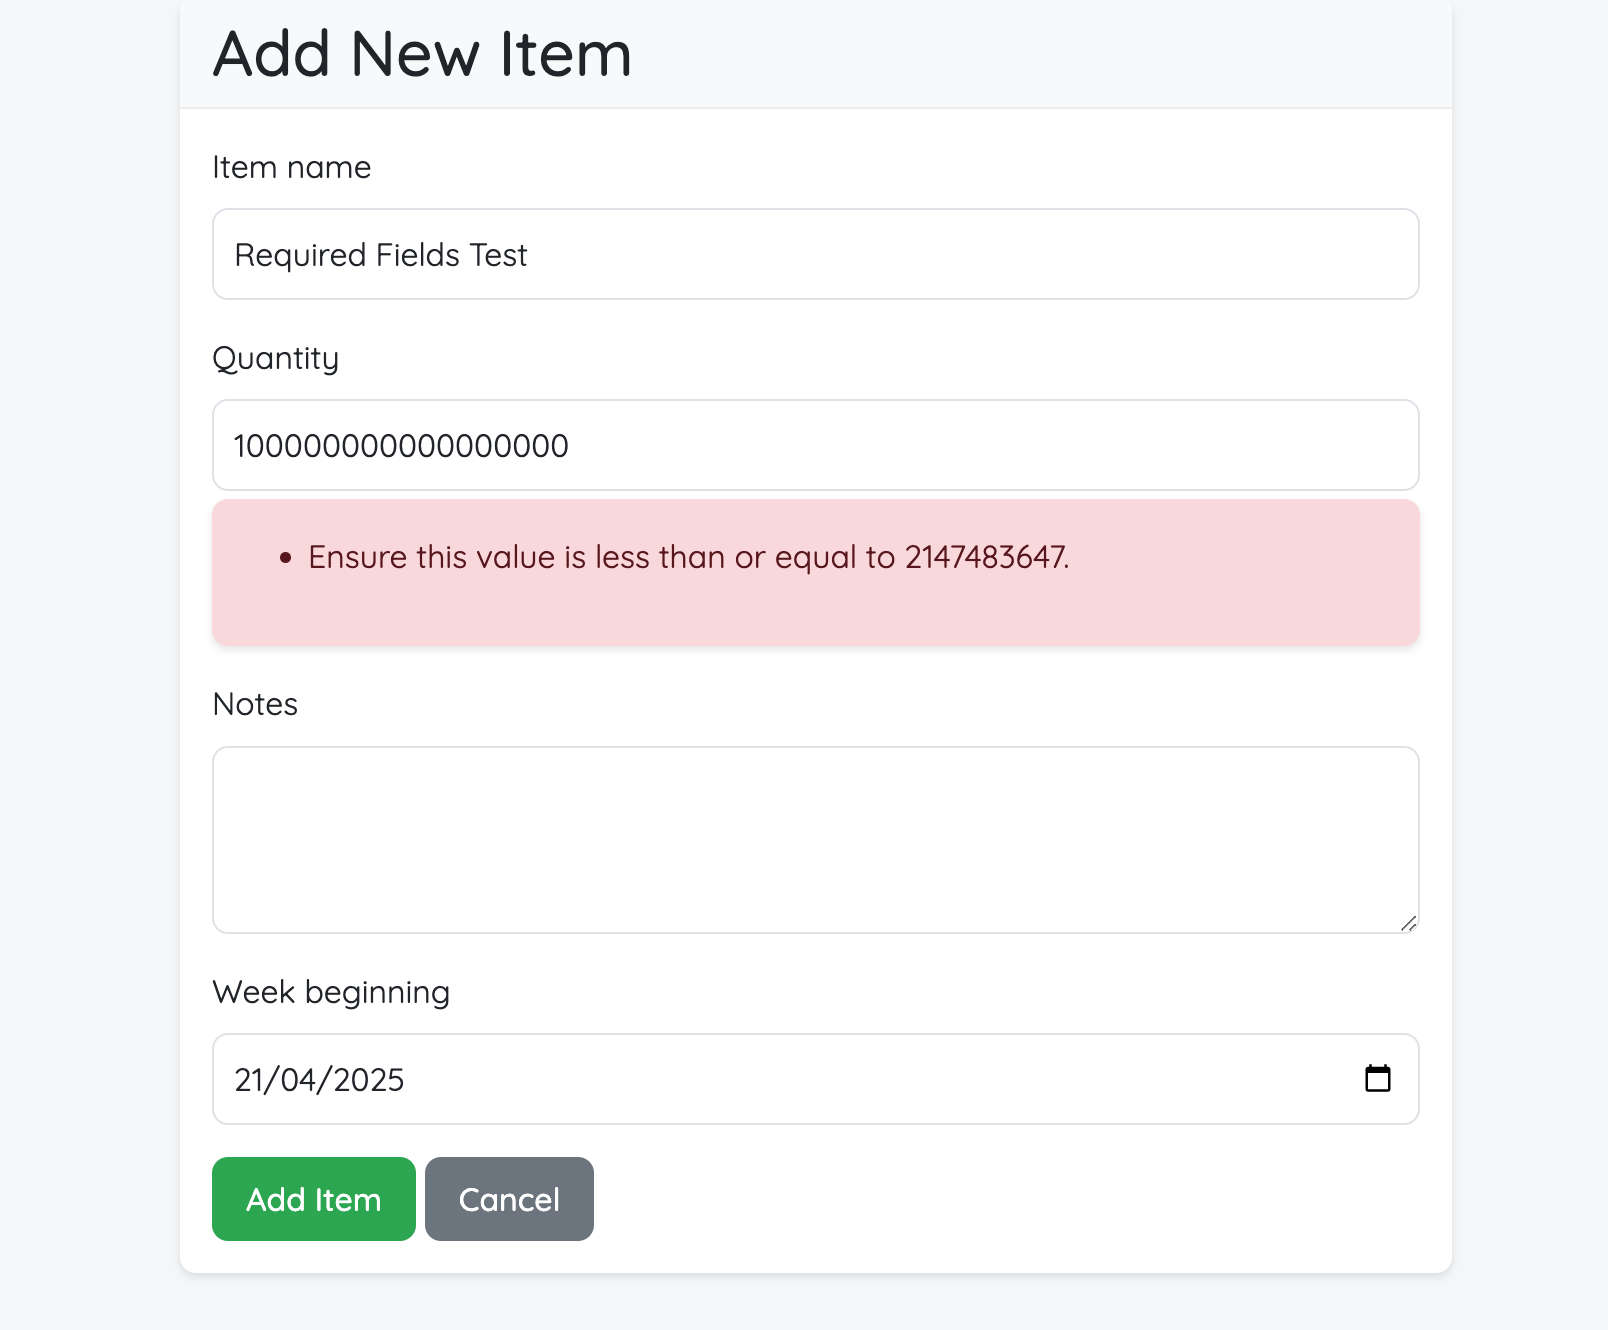 Add New Item
Item name
Required Fields Test
Quantity
100000000000000000
Ensure this value is less than or equal to 2147483647.
Notes
Week beginning
21/04/2025
Add Item
Cancel